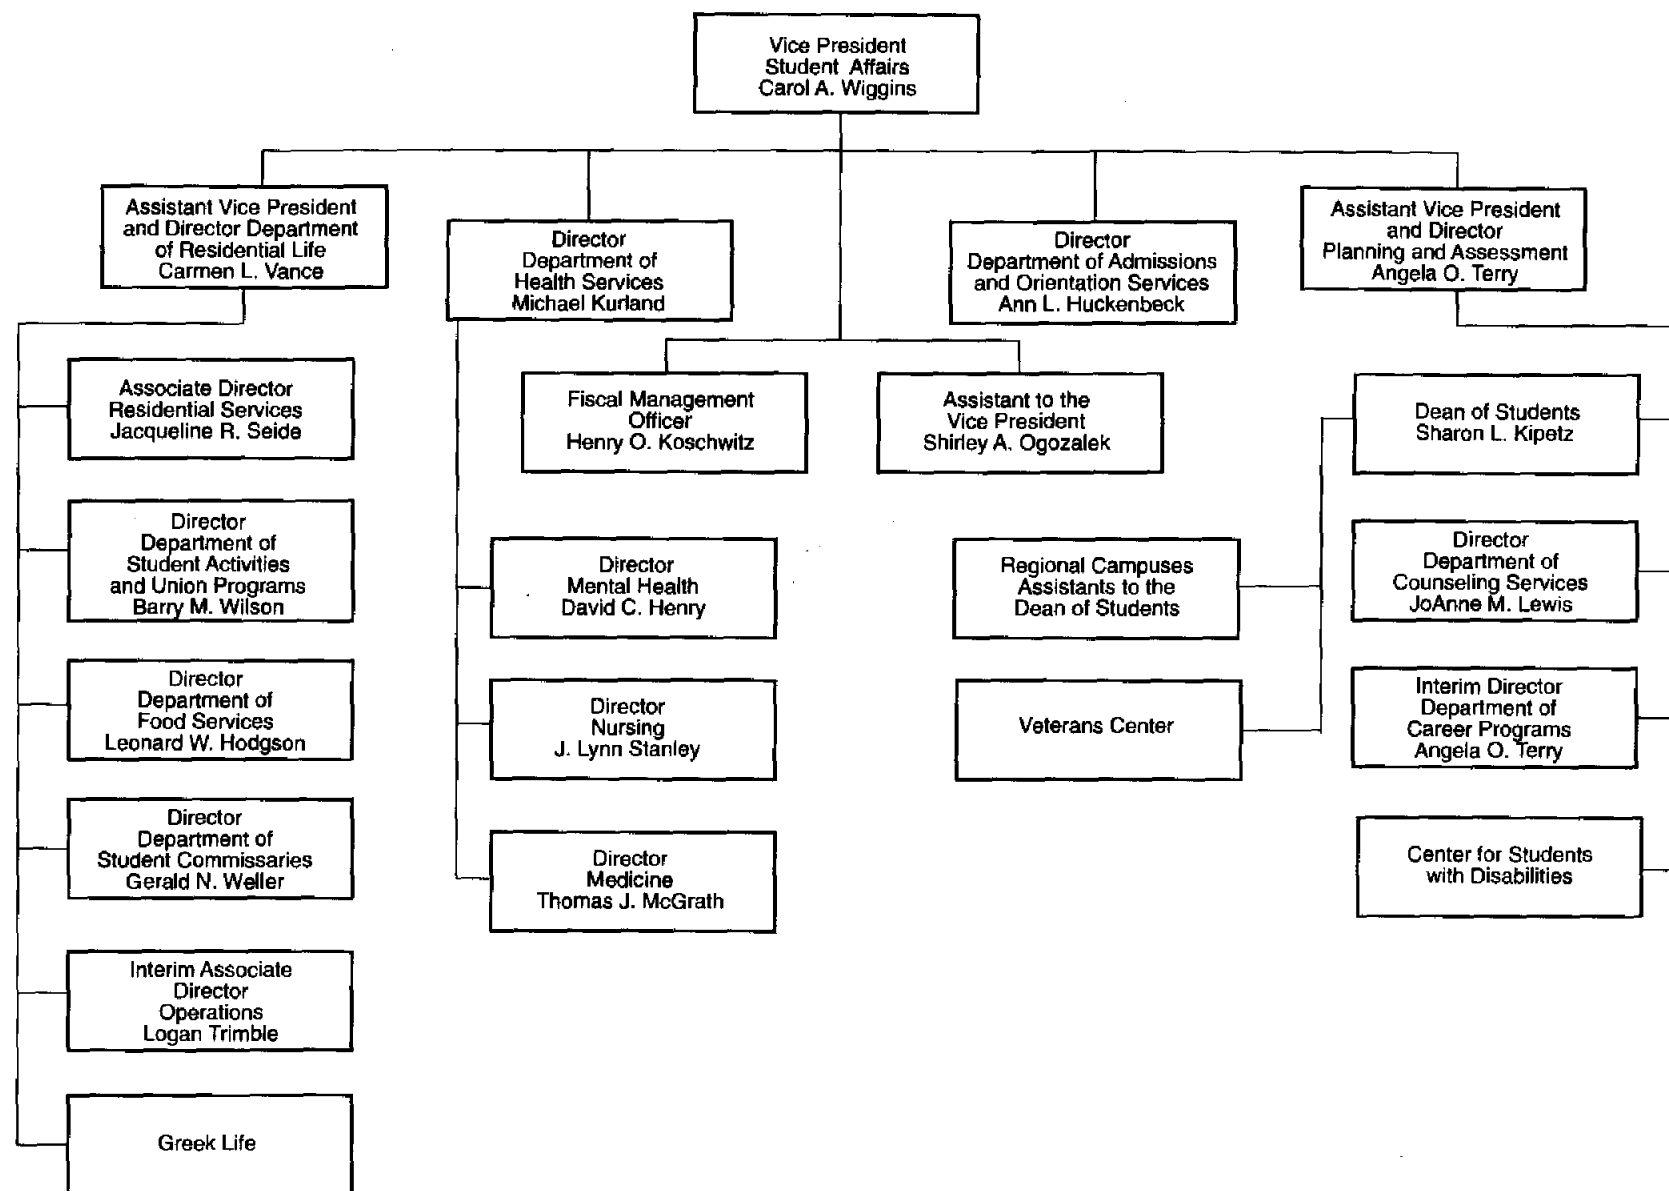 Vice President
Student Affairs
Carol A. Wiggins
Assistant Vice President
and Director Department
of Residential Life
Carmen L. Vance
Director
Department of
Health Services
Michael Kurland
Director
Department of Admissions
and Orientation Services
Ann L. Huckenbeck
Assistant Vice President
and Director
Planning and Assessment
Angela O. Terry
Fiscal Management
Officer
Henry O. Koschwitz
Assistant to the
Vice President
Shirley A. Ogozalek
Associate Director
Residential Services
Jacqueline R. Seide
Director
Department of
Student Activities
and Union Programs
Barry M. Wilson
Director
Department of
Food Services
Leonard W. Hodgson
Director
Department of
Student Commissaries
Gerald N. Weller
Interim Associate
Director
Operations
Logan Trimble
Greek Life
Director
Mental Health
David C. Henry
Director
Nursing
J. Lynn Stanley
Director
Medicine
Thomas J. McGrath
Regional Campuses
Assistants to the
Dean of Students
Veterans Center
Dean of Students
Sharon L. Kipetz
Director
Department of
Counseling Services
JoAnne M. Lewis
Interim Director
Department of
Career Programs
Angela O. Terry
Center for Students
with Disabilities